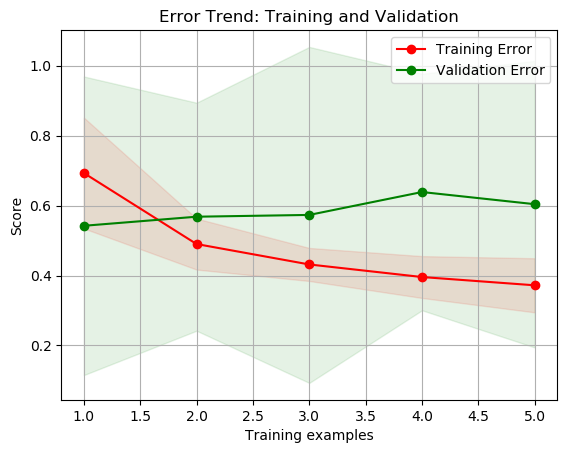 Error Trend: Training and Validation
Training Error
Validation Error
1.0
0.8
0.6
0.4
0.2
Score
1.0 1.5 2.0 2.5 3.0 3.5 4.0 4.5 5.0
Training examples